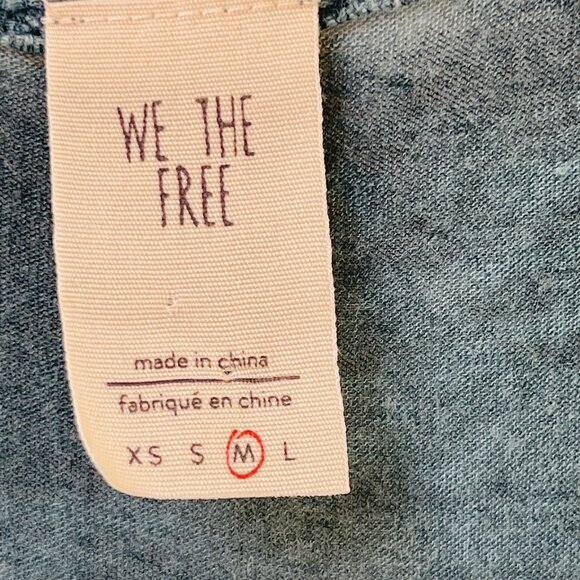 WE THE
FREE
made in china
fabriqué en chine
XS S M L